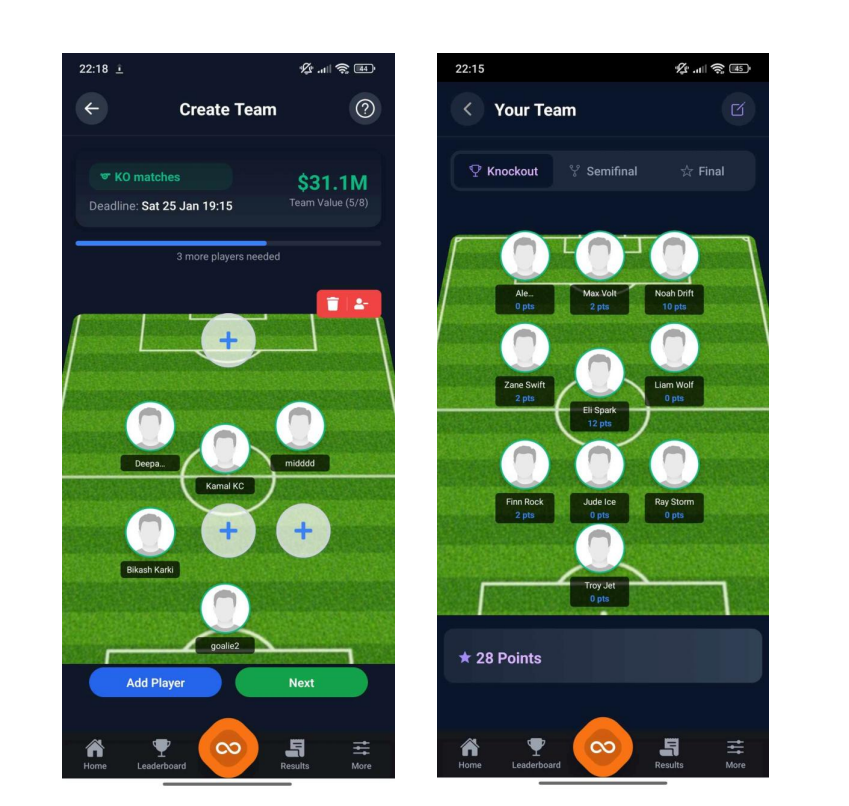 22:18
44
Create Team
KO matches
$31.1M
Deadline: Sat 25 Jan 19:15
Team Value (5/8)
3 more players needed
Deepa...
Kamal KC
midddd
Bikash Karki
goalie2
Add Player
Next
Home
Leaderboard
Results
More
22:15
45
Your Team
Knockout
Semifinal
Final
Ale...
0 pts
Max Volt
2 pts
Noah Drift
10 pts
Zane Swift
2 pts
Eli Spark
12 pts
Liam Wolf
0 pts
Finn Rock
2 pts
Jude Ice
0 pts
Ray Storm
0 pts
Troy Jet
0 pts
28 Points
Home
Leaderboard
Results
More